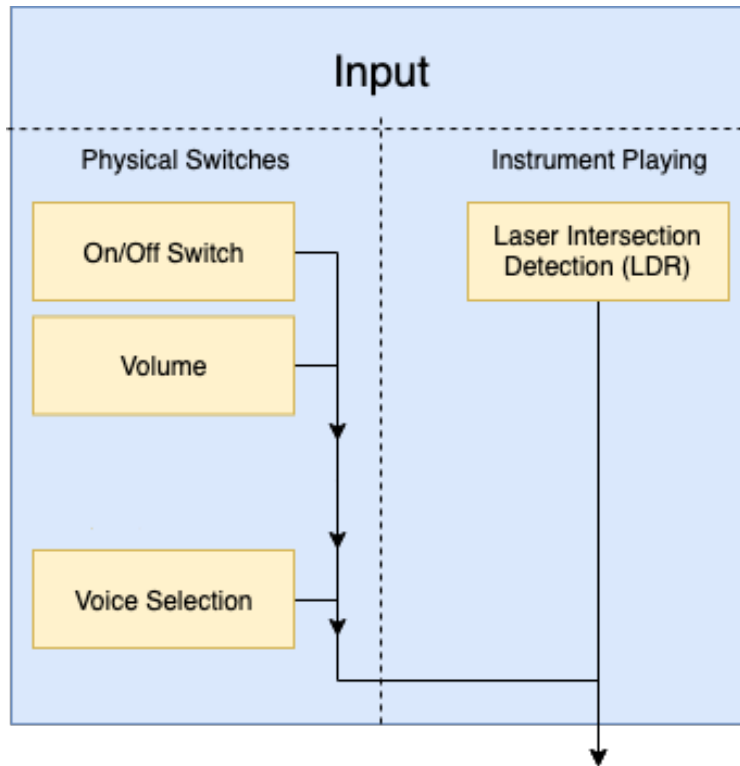 Input
Physical Switches
Instrument Playing
On/Off Switch
Volume
Voice Selection
Laser Intersection
Detection (LDR)